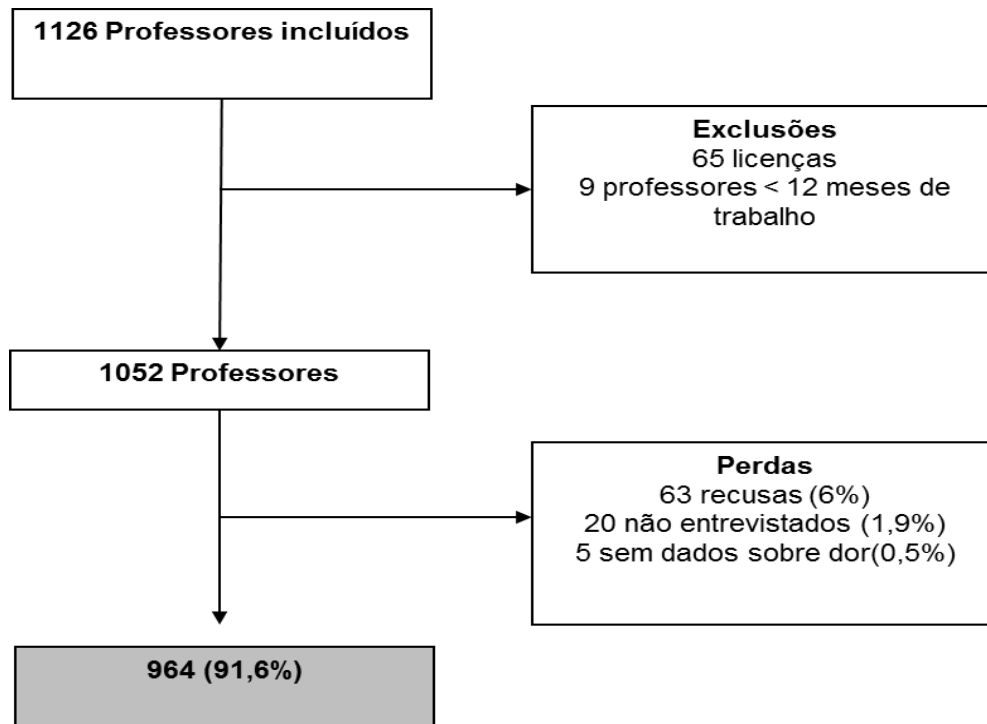 1126 Professores incluídos
Exclusões
65 licenças
9 professores < 12 meses de
trabalho
1052 Professores
Perdas
63 recusas (6%)
20 não entrevistados (1,9%)
5 sem dados sobre dor(0,5%)
964 (91,6%)